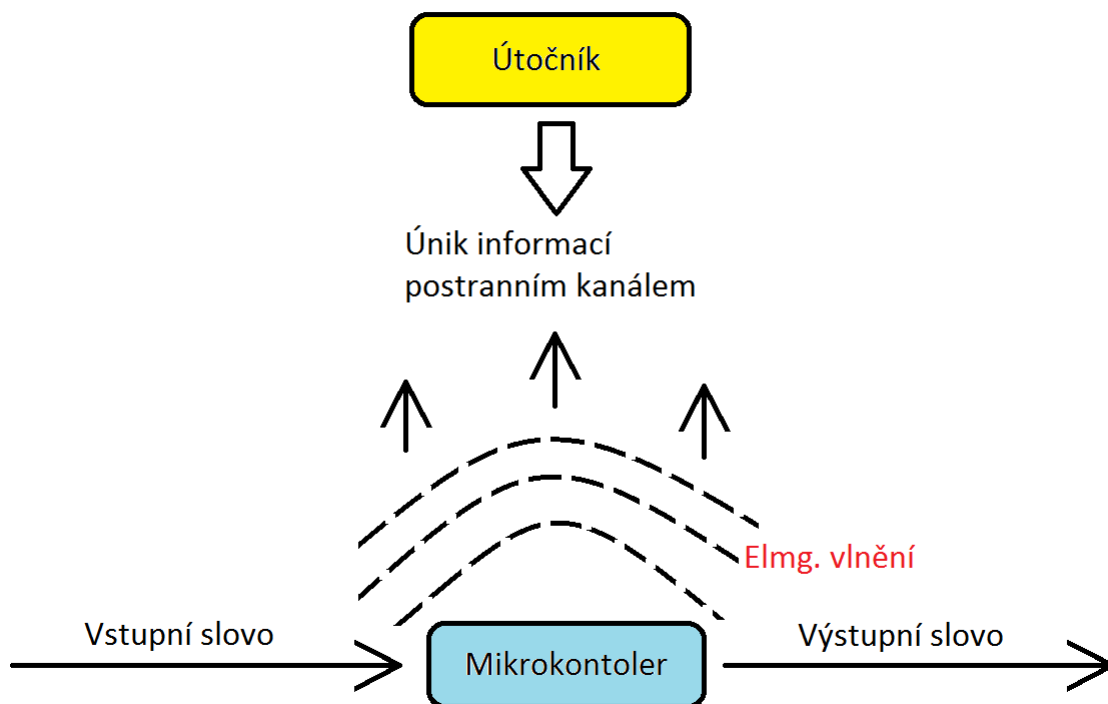 Útočník
Únik informací
postranním kanálem
Elmg. vlnění
Vstupní slovo
Mikrokontoler
Výstupní slovo